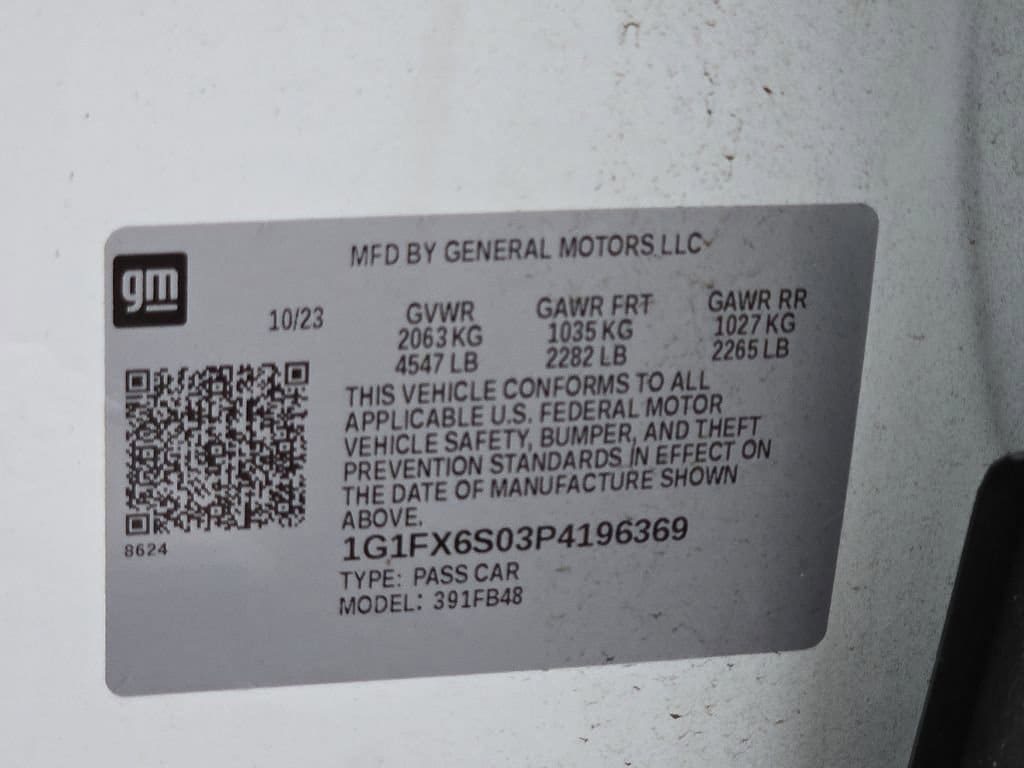 MFD BY GENERAL MOTORS LLC
gm
10/23
GVWR GAWR FRT GAWR RR
2063 KG 1035 KG 1027 KG
4547 LB 2282 LB 2265 LB
THIS VEHICLE CONFORMS TO ALL
APPLICABLE U.S. FEDERAL MOTOR
VEHICLE SAFETY, BUMPER, AND THEFT
PREVENTION STANDARDS IN EFFECT ON
THE DATE OF MANUFACTURE SHOWN
ABOVE.
8624
1G1FX6S03P4196369
TYPE: PASS CAR
MODEL: 391FB48